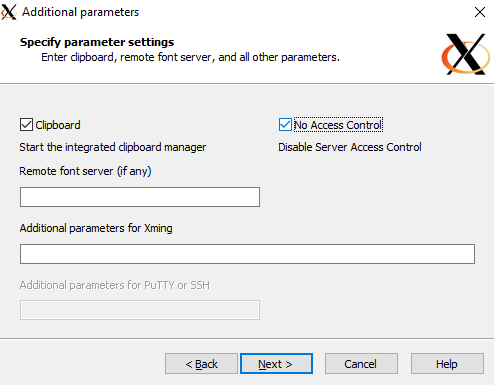 Additional parameters
Specify parameter settings
Enter clipboard, remote font server, and all other parameters.
Clipboard
No Access Control
Start the integrated clipboard manager
Disable Server Access Control
Remote font server (if any)
Additional parameters for Xming
Additional parameters for PuTTY or SSH
< Back
Next >
Cancel
Help